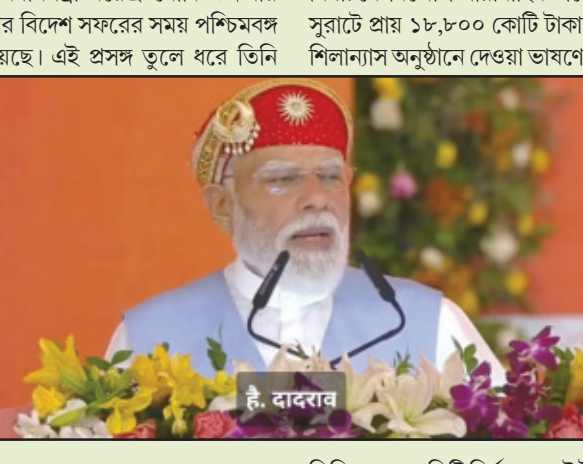 র বিদেশ সফরের সময় পশ্চিমবঙ্গ
য়েছে। এই প্রসঙ্গ তুলে ধরে তিনি
সুরাটে প্রায় ১৮,৮০০ কোটি টাকা
শিলান্যাস অনুষ্ঠানে দেওয়া ভাষণে
है. दादराव